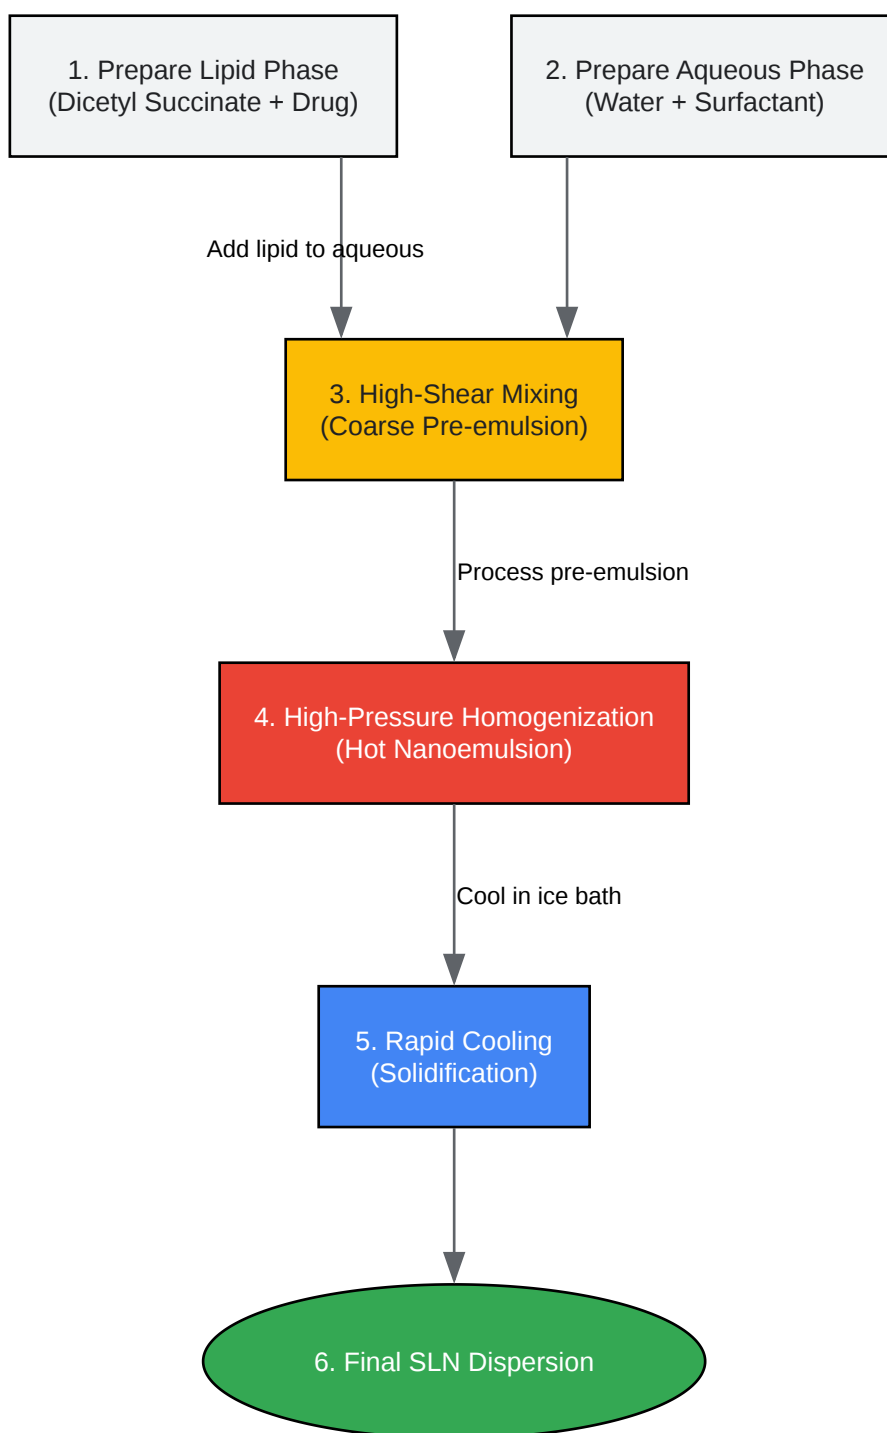 1. Prepare Lipid Phase
(Dicetyl Succinate + Drug)
2. Prepare Aqueous Phase
(Water + Surfactant)
Add lipid to aqueous
3. High-Shear Mixing
(Coarse Pre-emulsion)
Process pre-emulsion
4. High-Pressure Homogenization
(Hot Nanoemulsion)
Cool in ice bath
5. Rapid Cooling
(Solidification)
6. Final SLN Dispersion